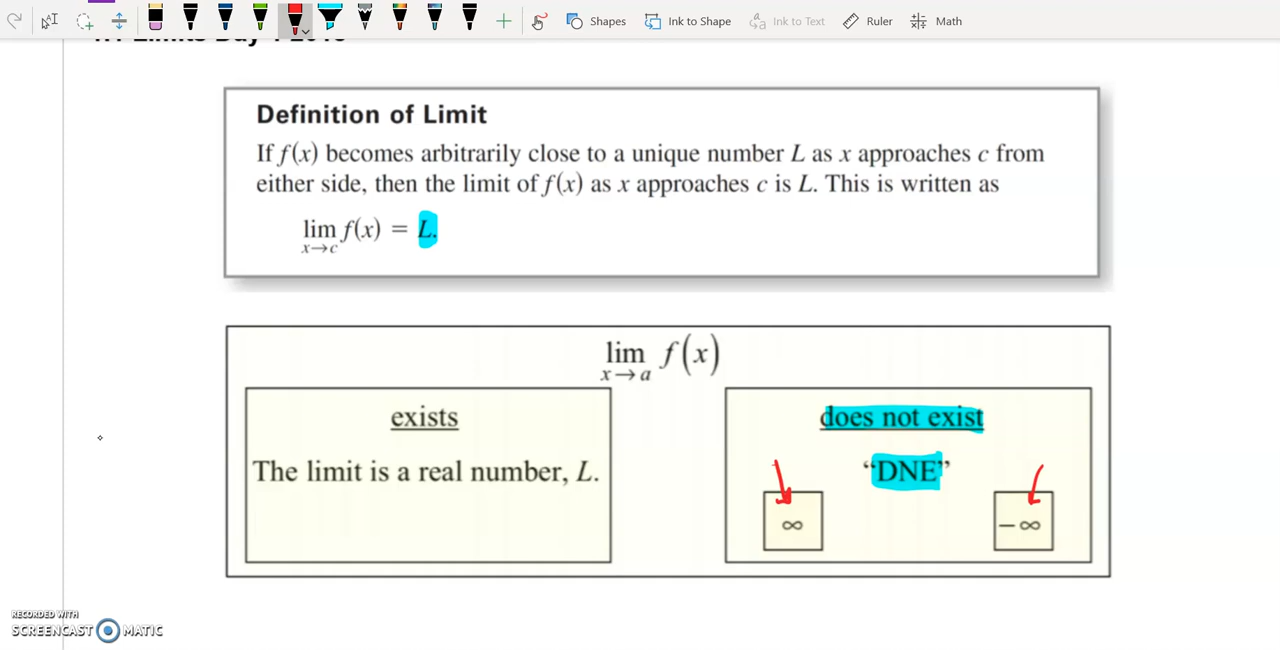 Shapes Ink to Shape Ink to Text Ruler Math
Definition of Limit
If f(x) becomes arbitrarily close to a unique number L as x approaches c from
either side, then the limit of f(x) as x approaches c is L. This is written as
lim f(x) = L.
x→c
lim f(x)
x→a
exists
The limit is a real number, L.
does not exist
“DNE”
∞
−∞
RECORDED WITH
SCREENCAST MATIC